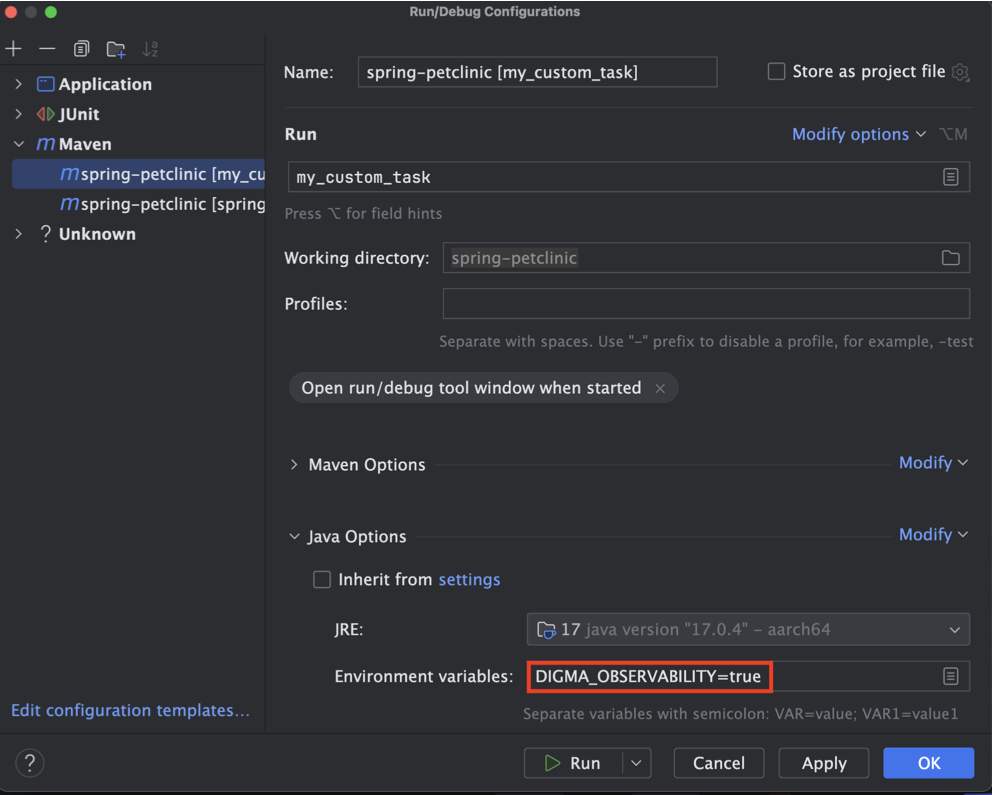 Run/Debug Configurations
Application
JUnit
Maven
spring-petclinic [my_cu
spring-petclinic [spring
Unknown
Edit configuration templates...
Name: spring-petclinic [my_custom_task] Store as project file
Run Modify options ⌥M
my_custom_task
Press ⌥ for field hints
Working directory: spring-petclinic
Profiles:
Separate with spaces. Use "-" prefix to disable a profile, for example, -test
Open run/debug tool window when started ×
Maven Options Modify
Java Options Modify
Inherit from settings
JRE: 17 java version "17.0.4" – aarch64
Environment variables: DIGMA_OBSERVABILITY=true
Separate variables with semicolon: VAR=value; VAR1=value1
? Run Cancel Apply OK